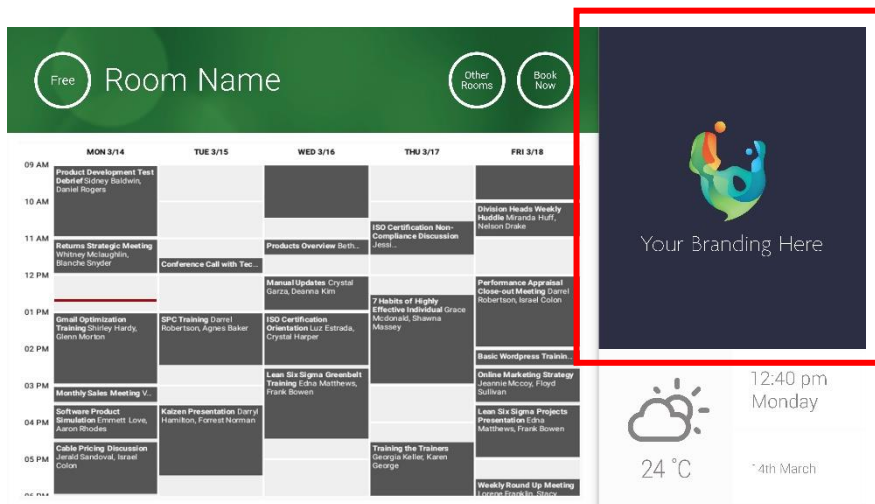 Free
Room Name
Other
Rooms
Book
Now
MON 3/14
TUE 3/15
WED 3/16
THU 3/17
FRI 3/18
09 AM
10 AM
11 AM
12 PM
01 PM
02 PM
03 PM
04 PM
05 PM
Product Development Test
Debrief Sidney Baldwin,
Daniel Rogers
Returns Strategic Meeting
Whitney Mclaughlin,
Blanche Snyder
Gmail Optimization
Training Shirley Hardy,
Glenn Morton
Monthly Sales Meeting V...
Software Product
Simulation Emmett Love,
Aaron Rhodes
Cable Pricing Discussion
Jerald Sandoval, Israel
Colon
Conference Call with Tec...
SPC Training Darrel
Robertson, Agnes Baker
Kaizen Presentation Darryl
Hamilton, Forrest Norman
Products Overview Beth...
Manual Updates Crystal
Garza, Deanna Kim
ISO Certification
Orientation Luz Estrada,
Crystal Harper
Lean Six Sigma Greenbelt
Training Edna Matthews,
Frank Bowen
ISO Certification Non-
Compliance Discussion
Jessi...
7 Habits of Highly
Effective Individual Grace
Mcdonald, Shawna
Massey
Training the Trainers
Georgia Keller, Karen
George
Division Heads Weekly
Huddle Miranda Huff,
Nelson Drake
Performance Appraisal
Close-out Meeting Darrel
Robertson, Israel Colon
Basic Wordpress Trainin...
Online Marketing Strategy
Jeannie Mccoy, Floyd
Sullivan
Lean Six Sigma Projects
Presentation Edna
Matthews, Frank Bowen
Weekly Round Up Meeting
Lorene Franklin, Stacy
Your Branding Here
12:40 pm
Monday
24 °C
14th March